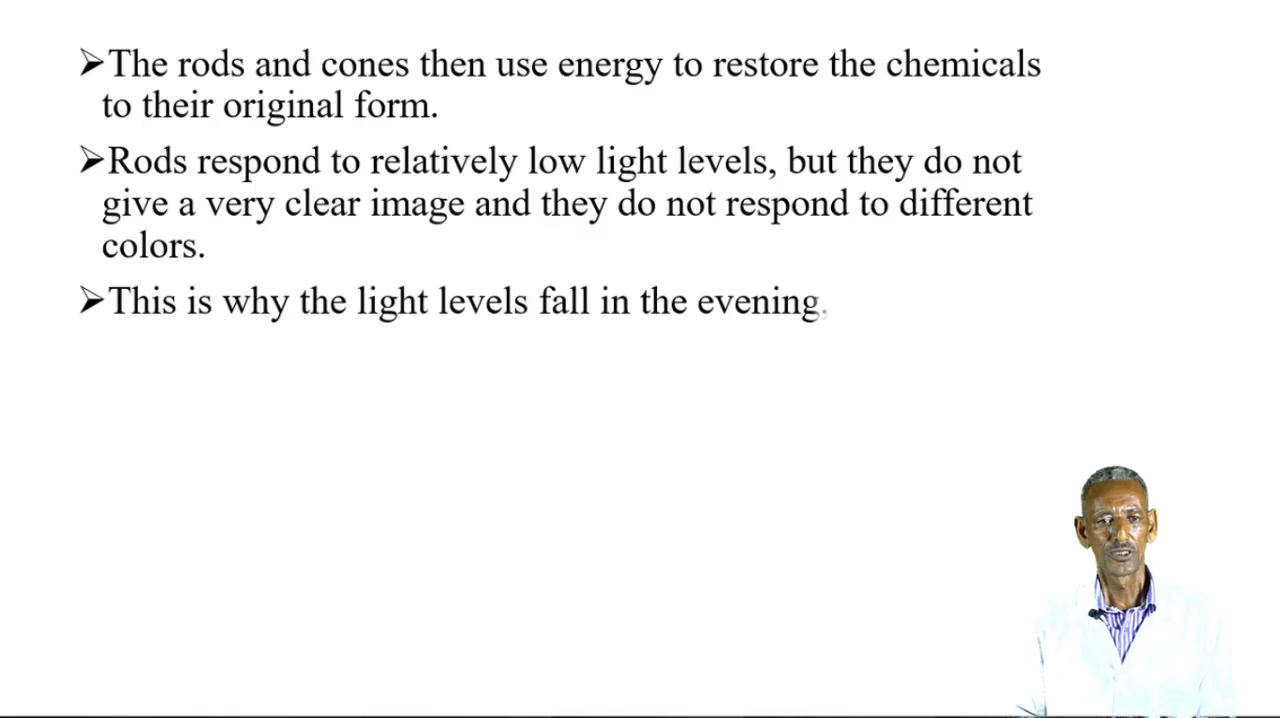 ➢The rods and cones then use energy to restore the chemicals
to their original form.
➢Rods respond to relatively low light levels, but they do not
give a very clear image and they do not respond to different
colors.
➢This is why the light levels fall in the evening,